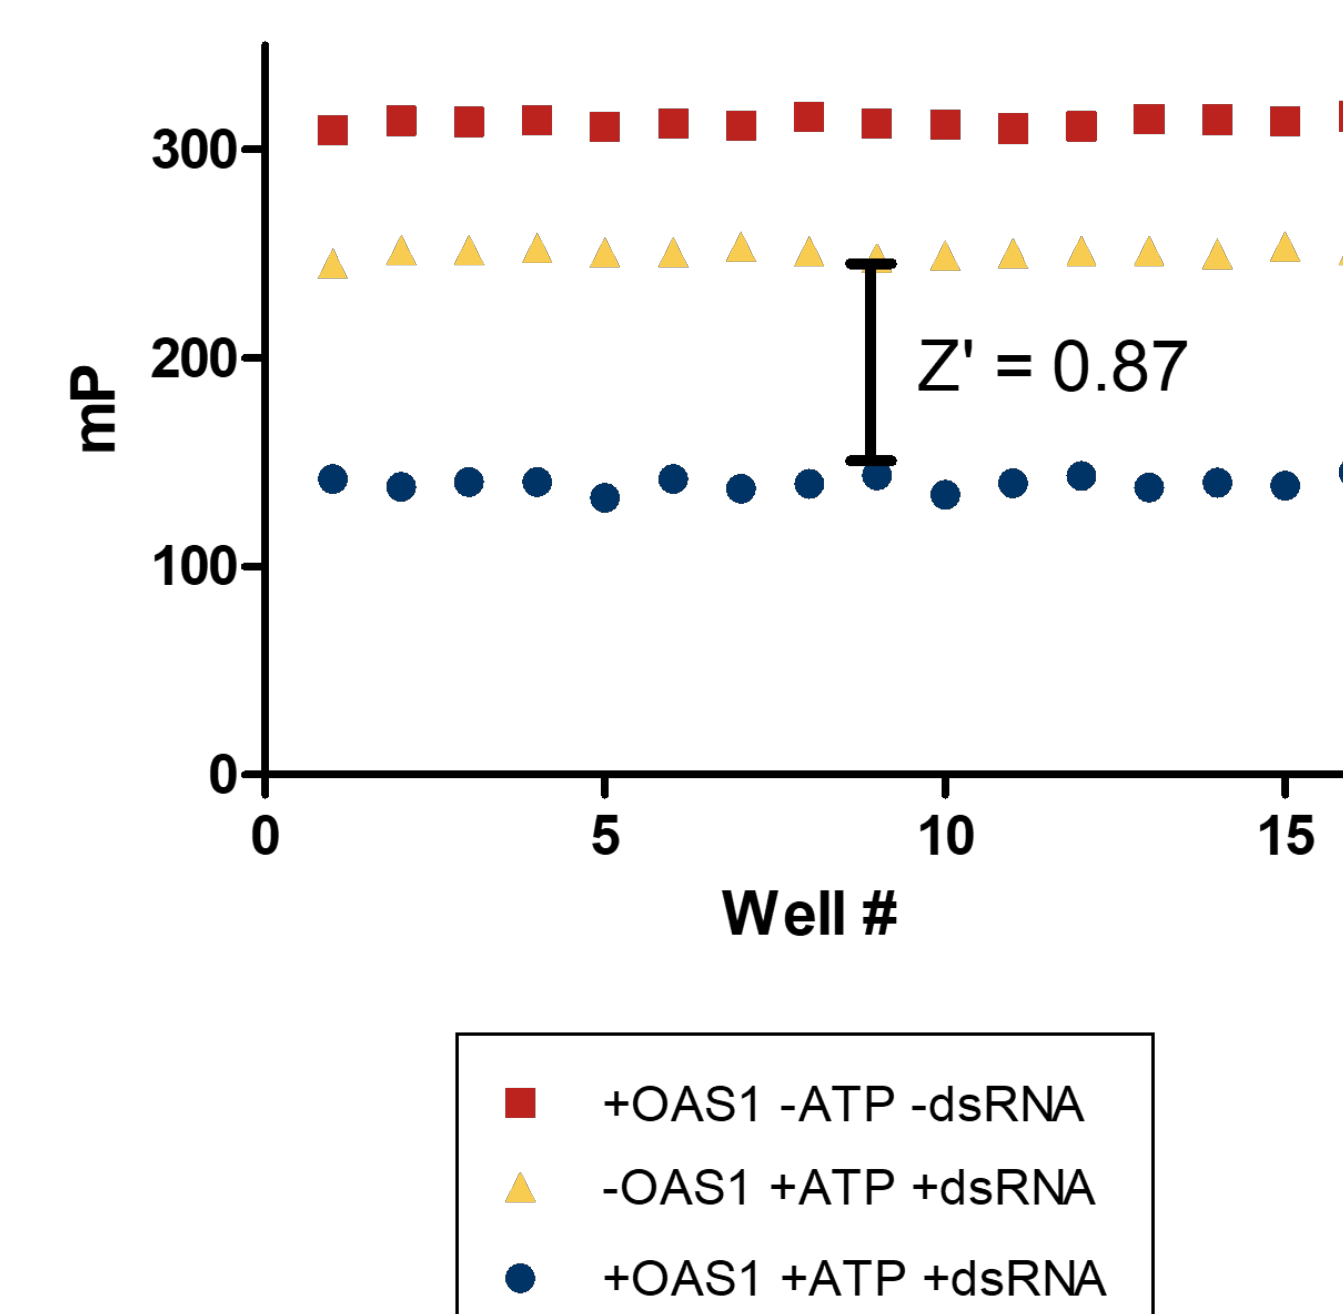 300
200
100
0
mP
Z' = 0.87
0 5 10 15
Well #
+OAS1 -ATP -dsRNA
-OAS1 +ATP +dsRNA
+OAS1 +ATP +dsRNA